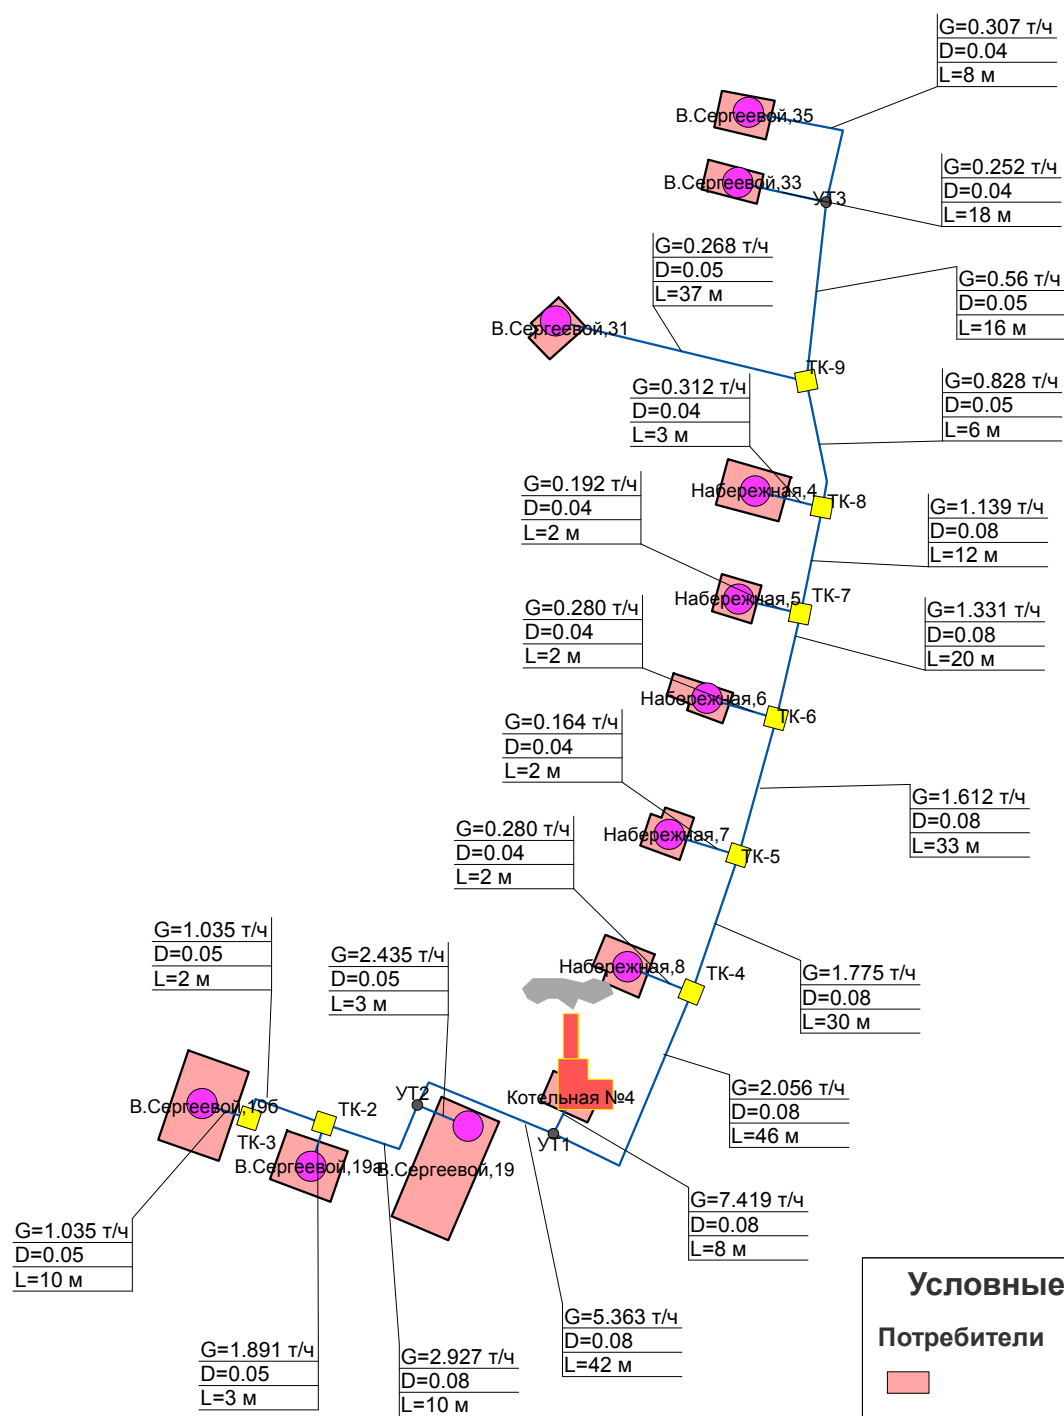 G=0.307 т/ч
D=0.04
L=8 м
В.Сергеевой,35
G=0.252 т/ч
D=0.04
L=18 м
В.Сергеевой,33
УТ3
G=0.268 т/ч
D=0.05
L=37 м
G=0.56 т/ч
D=0.05
L=16 м
В.Сергеевой,31
ТК-9
G=0.312 т/ч
D=0.04
L=3 м
G=0.828 т/ч
D=0.05
L=6 м
Набережная,4
ТК-8
G=0.192 т/ч
D=0.04
L=2 м
G=1.139 т/ч
D=0.08
L=12 м
Набережная,5
ТК-7
G=0.280 т/ч
D=0.04
L=2 м
G=1.331 т/ч
D=0.08
L=20 м
Набережная,6
ТК-6
G=0.164 т/ч
D=0.04
L=2 м
G=1.612 т/ч
D=0.08
L=33 м
Набережная,7
ТК-5
G=0.280 т/ч
D=0.04
L=2 м
G=1.035 т/ч
D=0.05
L=2 м
G=2.435 т/ч
D=0.05
L=3 м
Набережная,8
ТК-4
G=1.775 т/ч
D=0.08
L=30 м
Котельная №4
УТ2
В.Сергеевой,19б
ТК-2
ТК-3
УТ1
G=2.056 т/ч
D=0.08
L=46 м
В.Сергеевой,19а
В.Сергеевой,19
G=7.419 т/ч
D=0.08
L=8 м
G=1.035 т/ч
D=0.05
L=10 м
G=5.363 т/ч
D=0.08
L=42 м
G=1.891 т/ч
D=0.05
L=3 м
G=2.927 т/ч
D=0.08
L=10 м
Условные
Потребители